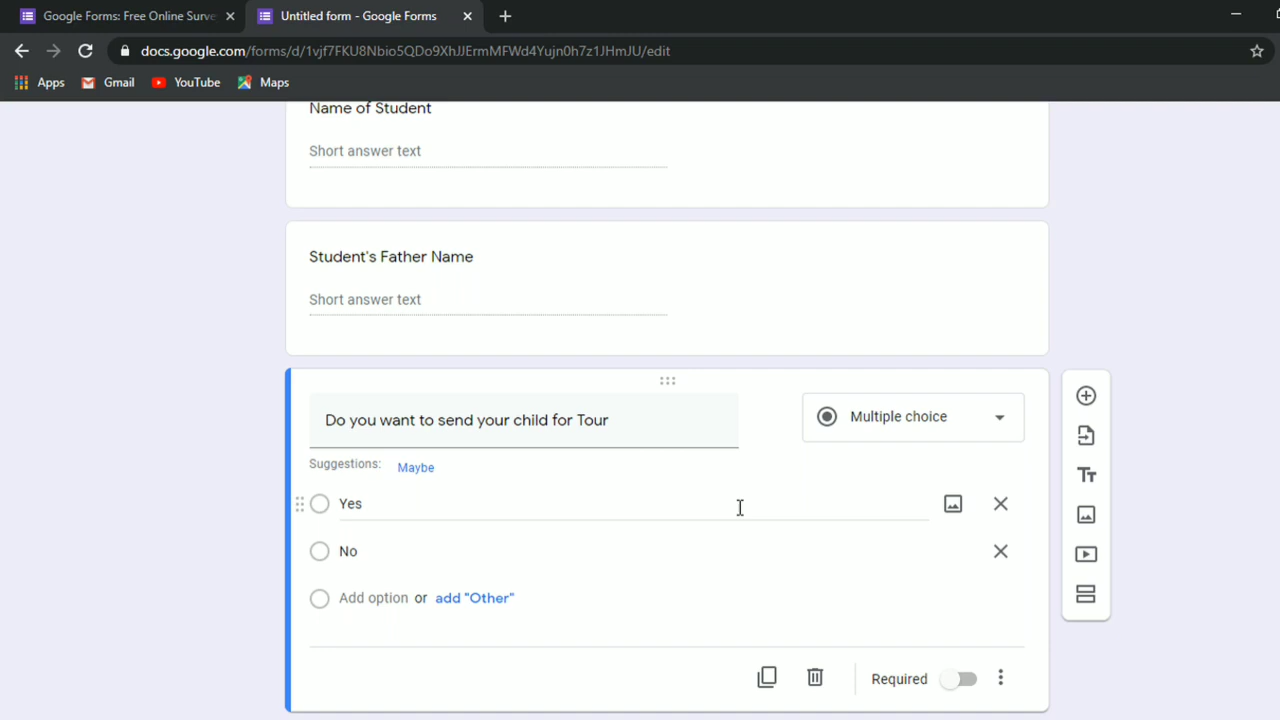 Google Forms: Free Online Surve
Untitled form - Google Forms
docs.google.com/forms/d/1vjf7FKU8Nbio5QDo9XhJJErmMFWd4Yujn0h7z1JHmJU/edit
Apps Gmail YouTube Maps
Name of Student
Short answer text
Student's Father Name
Short answer text
Do you want to send your child for Tour
Multiple choice
Suggestions: Maybe
Yes
No
Add option or add "Other"
Required